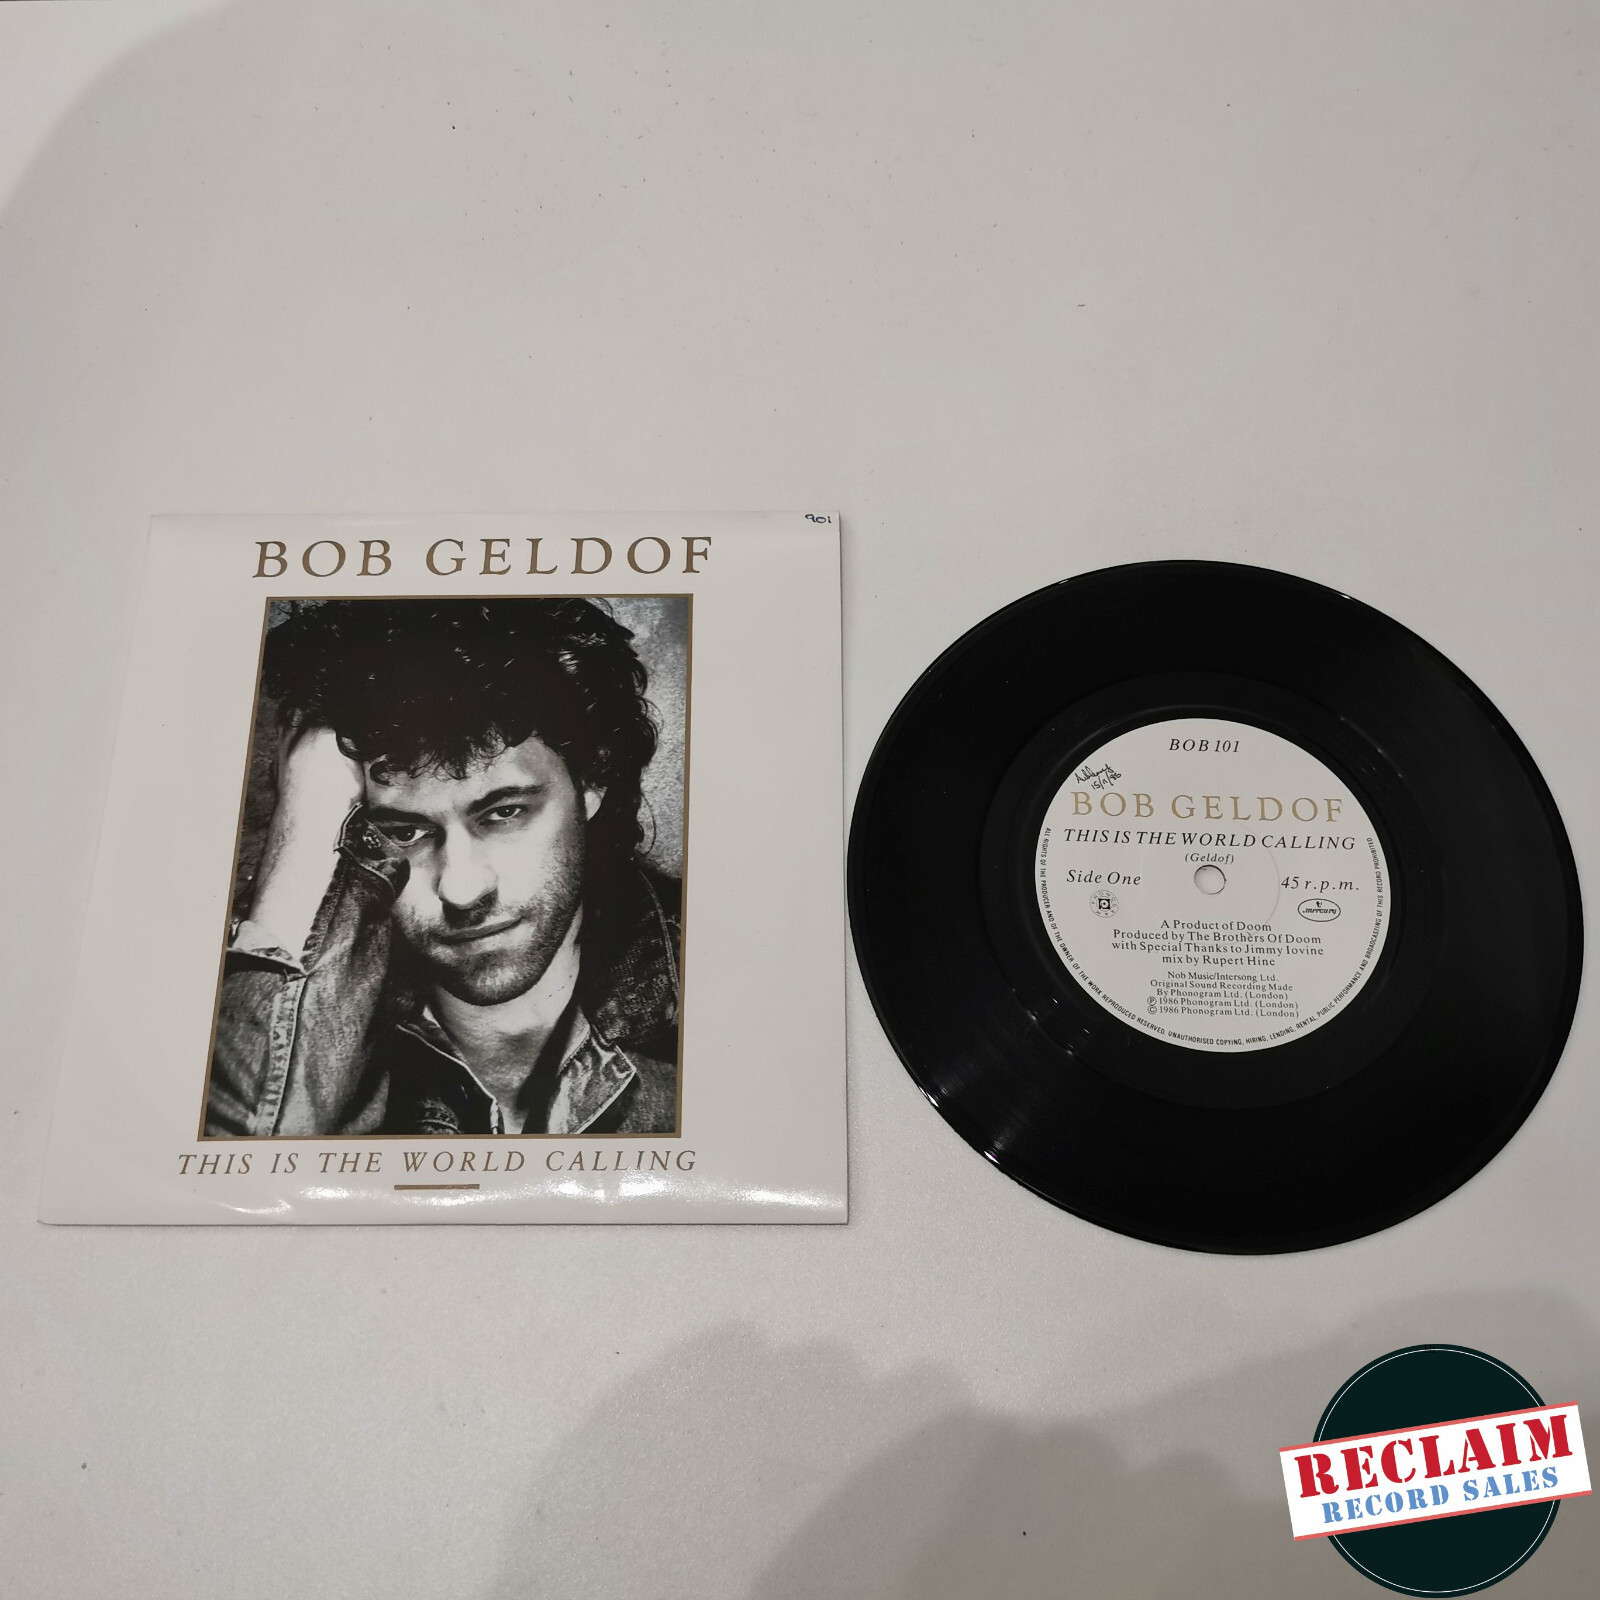 901
BOB GELDOF
THIS IS THE WORLD CALLING
BOB 101
15/11/86
BOB GELDOF
THIS IS THE WORLD CALLING
(Geldof)
Side One
45 r.p.m.
mercury
A Product of Doom
Produced by The Brothers Of Doom
with Special Thanks to Jimmy Iovine
mix by Rupert Hine
Nob Music/Intersong Ltd.
Original Sound Recording Made
By Phonogram Ltd. (London)
℗ 1986 Phonogram Ltd. (London)
© 1986 Phonogram Ltd. (London)
ALL RIGHTS OF THE PRODUCER AND OF THE OWNER OF THE WORK REPRODUCED RESERVED. UNAUTHORISED COPYING, HIRING, LENDING, RENTAL, PUBLIC PERFORMANCE AND BROADCASTING OF THIS RECORD PROHIBITED
RECLAIM
RECORD SALES